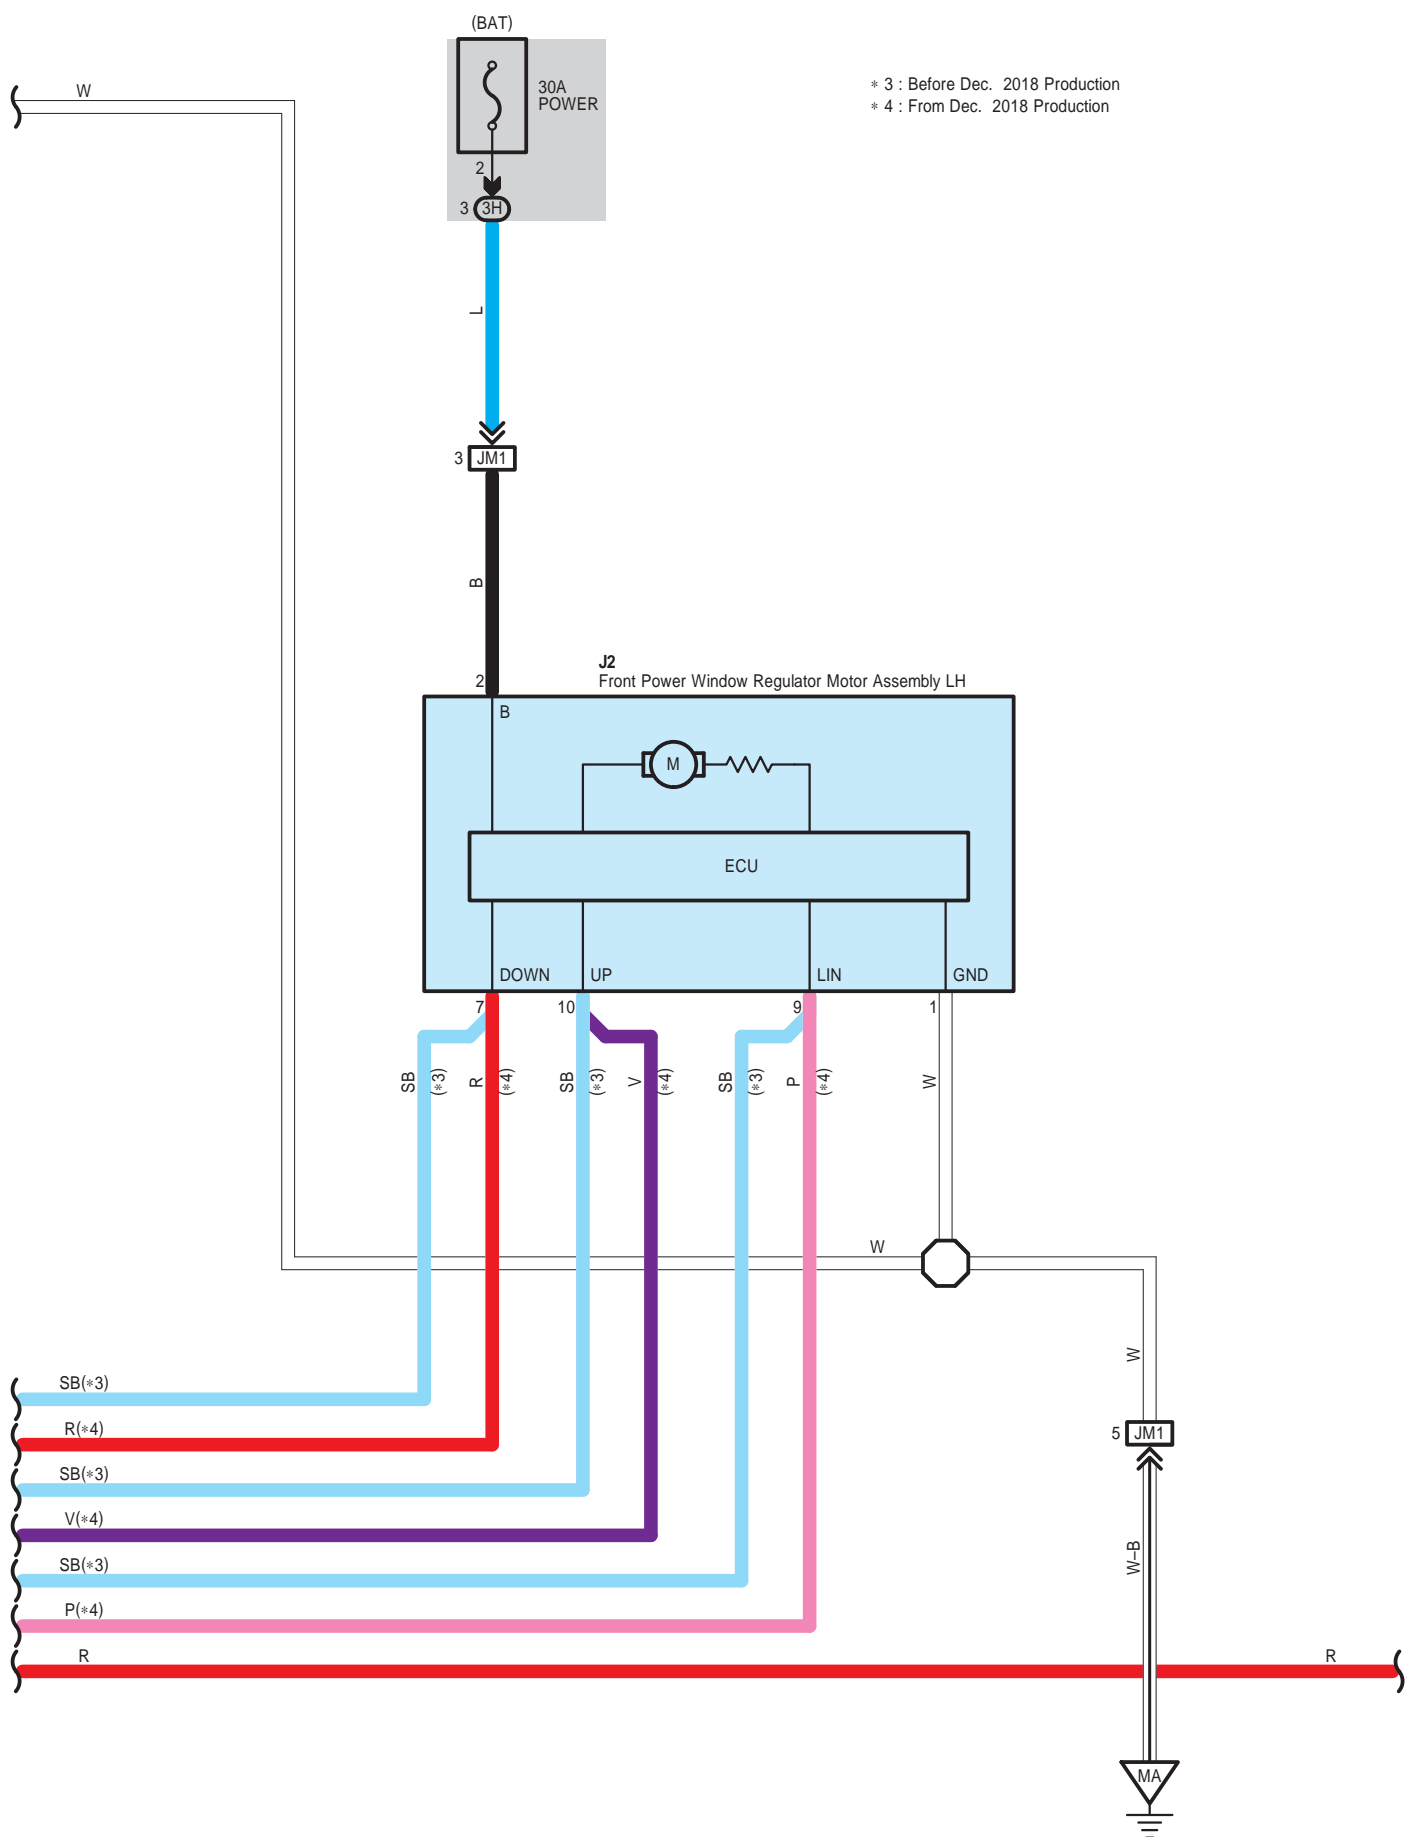 (BAT)
W
30A
POWER
* 3 : Before Dec. 2018 Production
* 4 : From Dec. 2018 Production
2
3 3H
L
3 JM1
B
J2
Front Power Window Regulator Motor Assembly LH
2
B
M
ECU
DOWN UP LIN GND
7 10 9 1
SB (*3) R (*4) SB (*3) V (*4) SB (*3) P (*4) W
W
W
SB(*3)
R(*4)
5 JM1
SB(*3)
V(*4)
W–B
SB(*3)
P(*4)
R R
MA